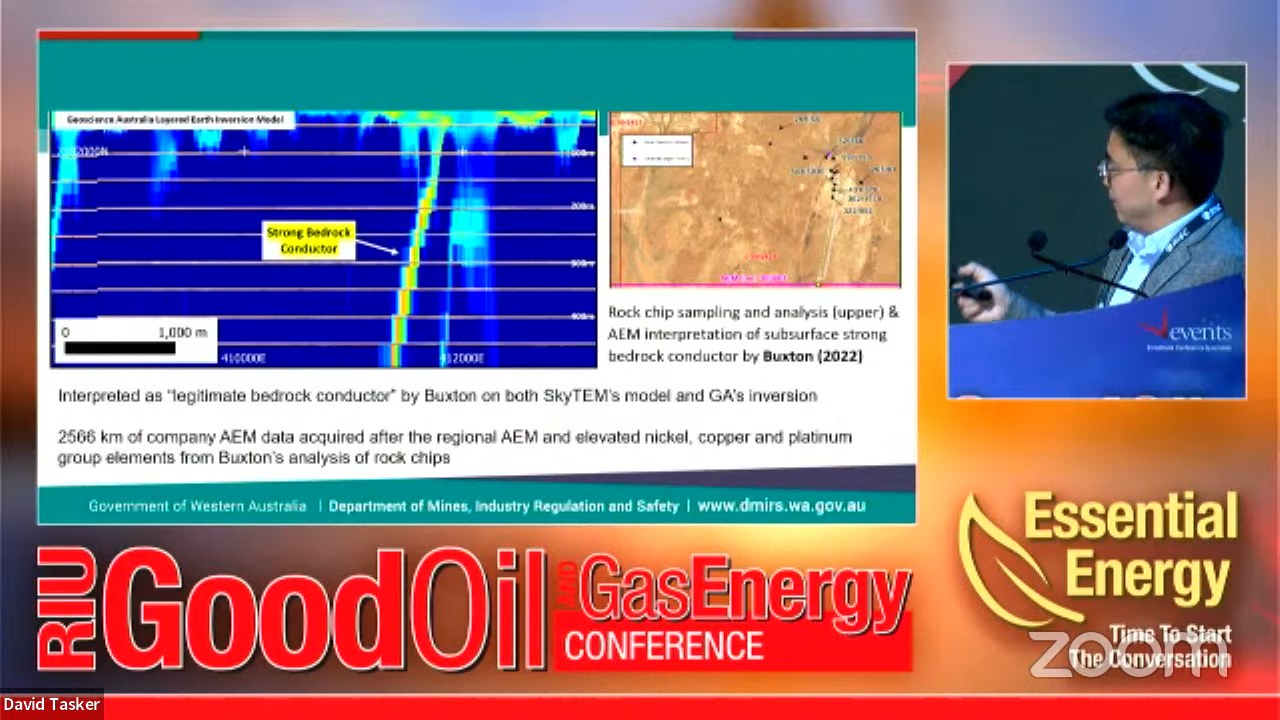 Geoscience Australia Layered Earth Inversion Model
200m
Strong Bedrock
Conductor
0 1,000 m
410000E 412000E
Rock chip sampling and analysis (upper) &
AEM interpretation of subsurface strong
bedrock conductor by Buxton (2022)
Interpreted as “legitimate bedrock conductor” by Buxton on both SkyTEM's model and GA's inversion
2566 km of company AEM data acquired after the regional AEM and elevated nickel, copper and platinum
group elements from Buxton's analysis of rock chips
Government of Western Australia | Department of Mines, Industry Regulation and Safety | www.dmirs.wa.gov.au
events
RIU GoodOil AND GasEnergy
CONFERENCE
Essential
Energy
Time To Start
The Conversation
zoom
David Tasker